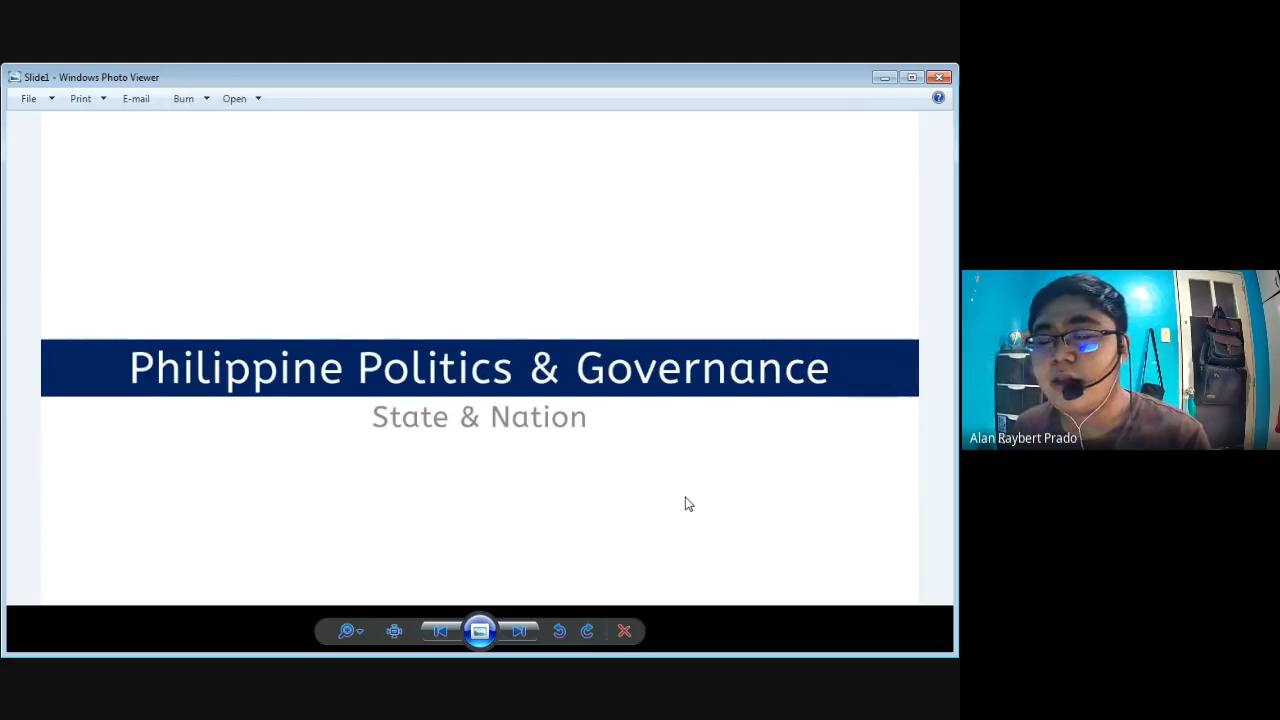 Slide1 - Windows Photo Viewer
File Print E-mail Burn Open
Philippine Politics & Governance
State & Nation
Alan Raybert Prado